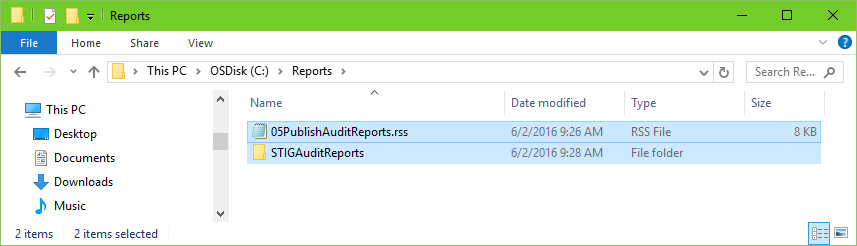 Reports
File Home Share View
This PC OSDisk (C:) Reports Search Re...
This PC
Desktop
Documents
Downloads
Music
Name Date modified Type Size
05PublishAuditReports.rss 6/2/2016 9:26 AM RSS File 8 KB
STIGAuditReports 6/2/2016 9:28 AM File folder
2 items 2 items selected